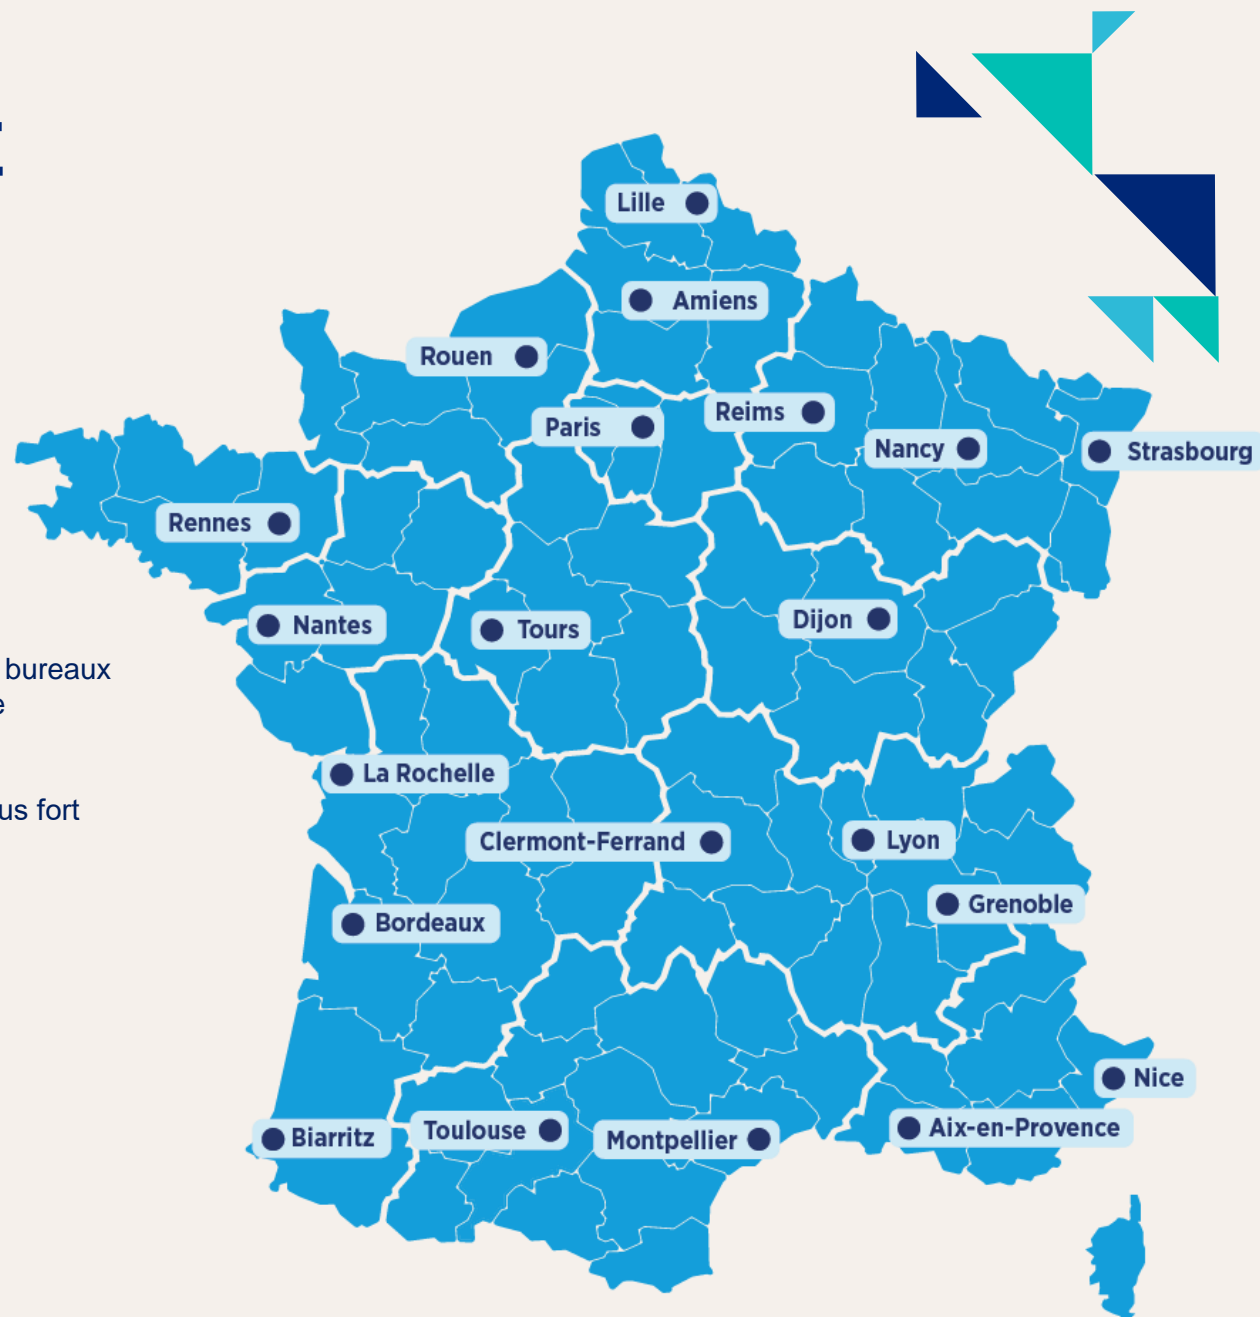 Lille
Amiens
Rouen
Reims
Paris
Nancy
Strasbourg
Rennes
Dijon
Nantes
Tours
bureaux
La Rochelle
fort
Clermont-Ferrand
Lyon
Grenoble
Bordeaux
Nice
Aix-en-Provence
Toulouse
Biarritz
Montpellier